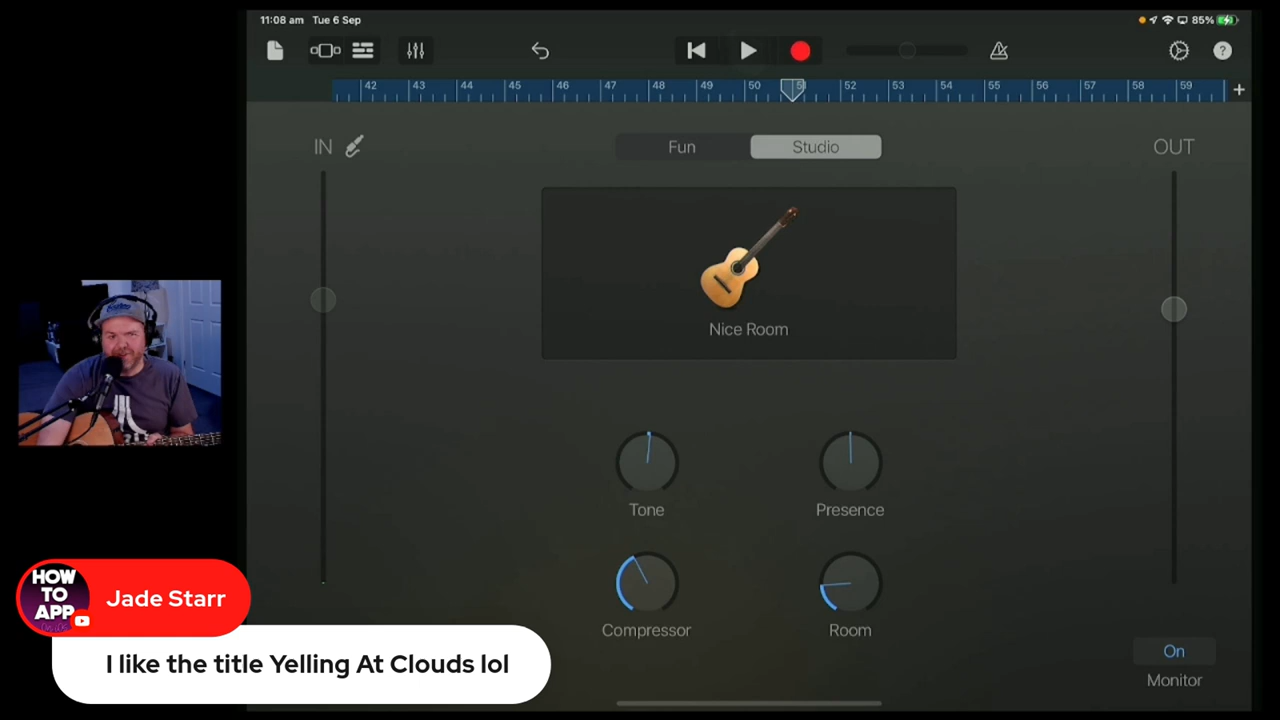 11:08 am Tue 6 Sep
85%
42 43 44 45 46 47 48 49 50 51 52 53 54 55 56 57 58 59
IN
Fun
Studio
OUT
Nice Room
Tone
Presence
Compressor
Room
On
Monitor
HOW
TO
APP
Jade Starr
I like the title Yelling At Clouds lol